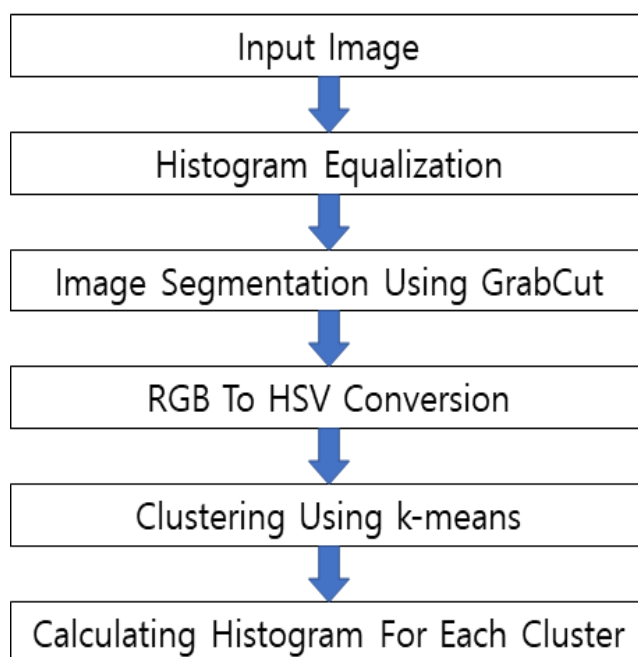 Input Image
Histogram Equalization
Image Segmentation Using GrabCut
RGB To HSV Conversion
Clustering Using k-means
Calculating Histogram For Each Cluster